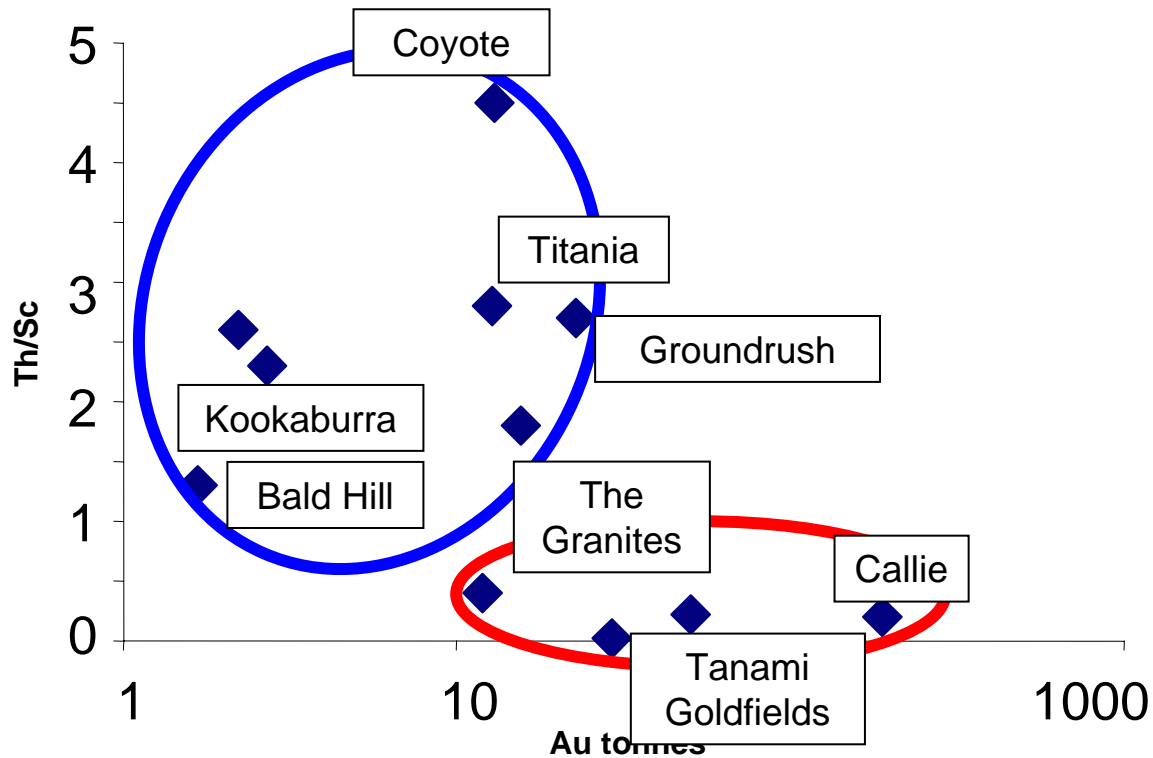 Coyote
5
4
Titania
3
Th/Sc
Groundrush
2
Kookaburra
Bald Hill
The
Granites
1
Callie
0
Tanami
Goldfields
1
10
1000
Au tonnes